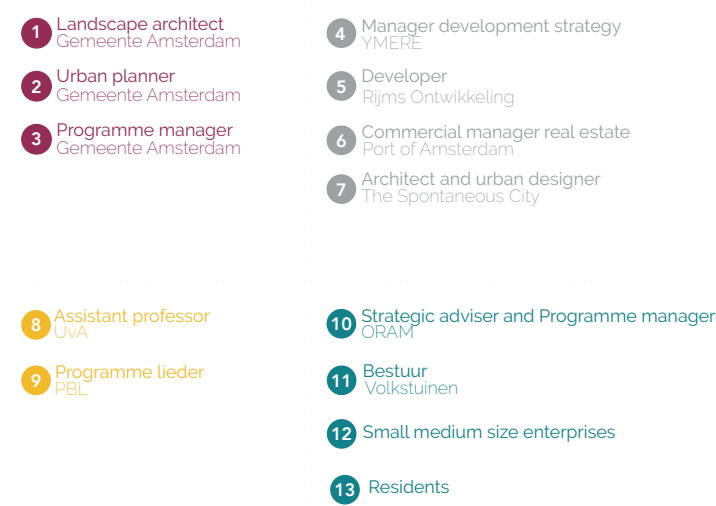 1 Landscape architect
Gemeente Amsterdam
2 Urban planner
Gemeente Amsterdam
3 Programme manager
Gemeente Amsterdam
4 Manager development strategy
YMERE
5 Developer
Rijms Ontwikkeling
6 Commercial manager real estate
Port of Amsterdam
7 Architect and urban designer
The Spontaneous City
8 Assistant professor
UvA
9 Programme lieder
PBL
10 Strategic adviser and Programme manager
ORAM
11 Bestuur
Volkstuinen
12 Small medium size enterprises
13 Residents